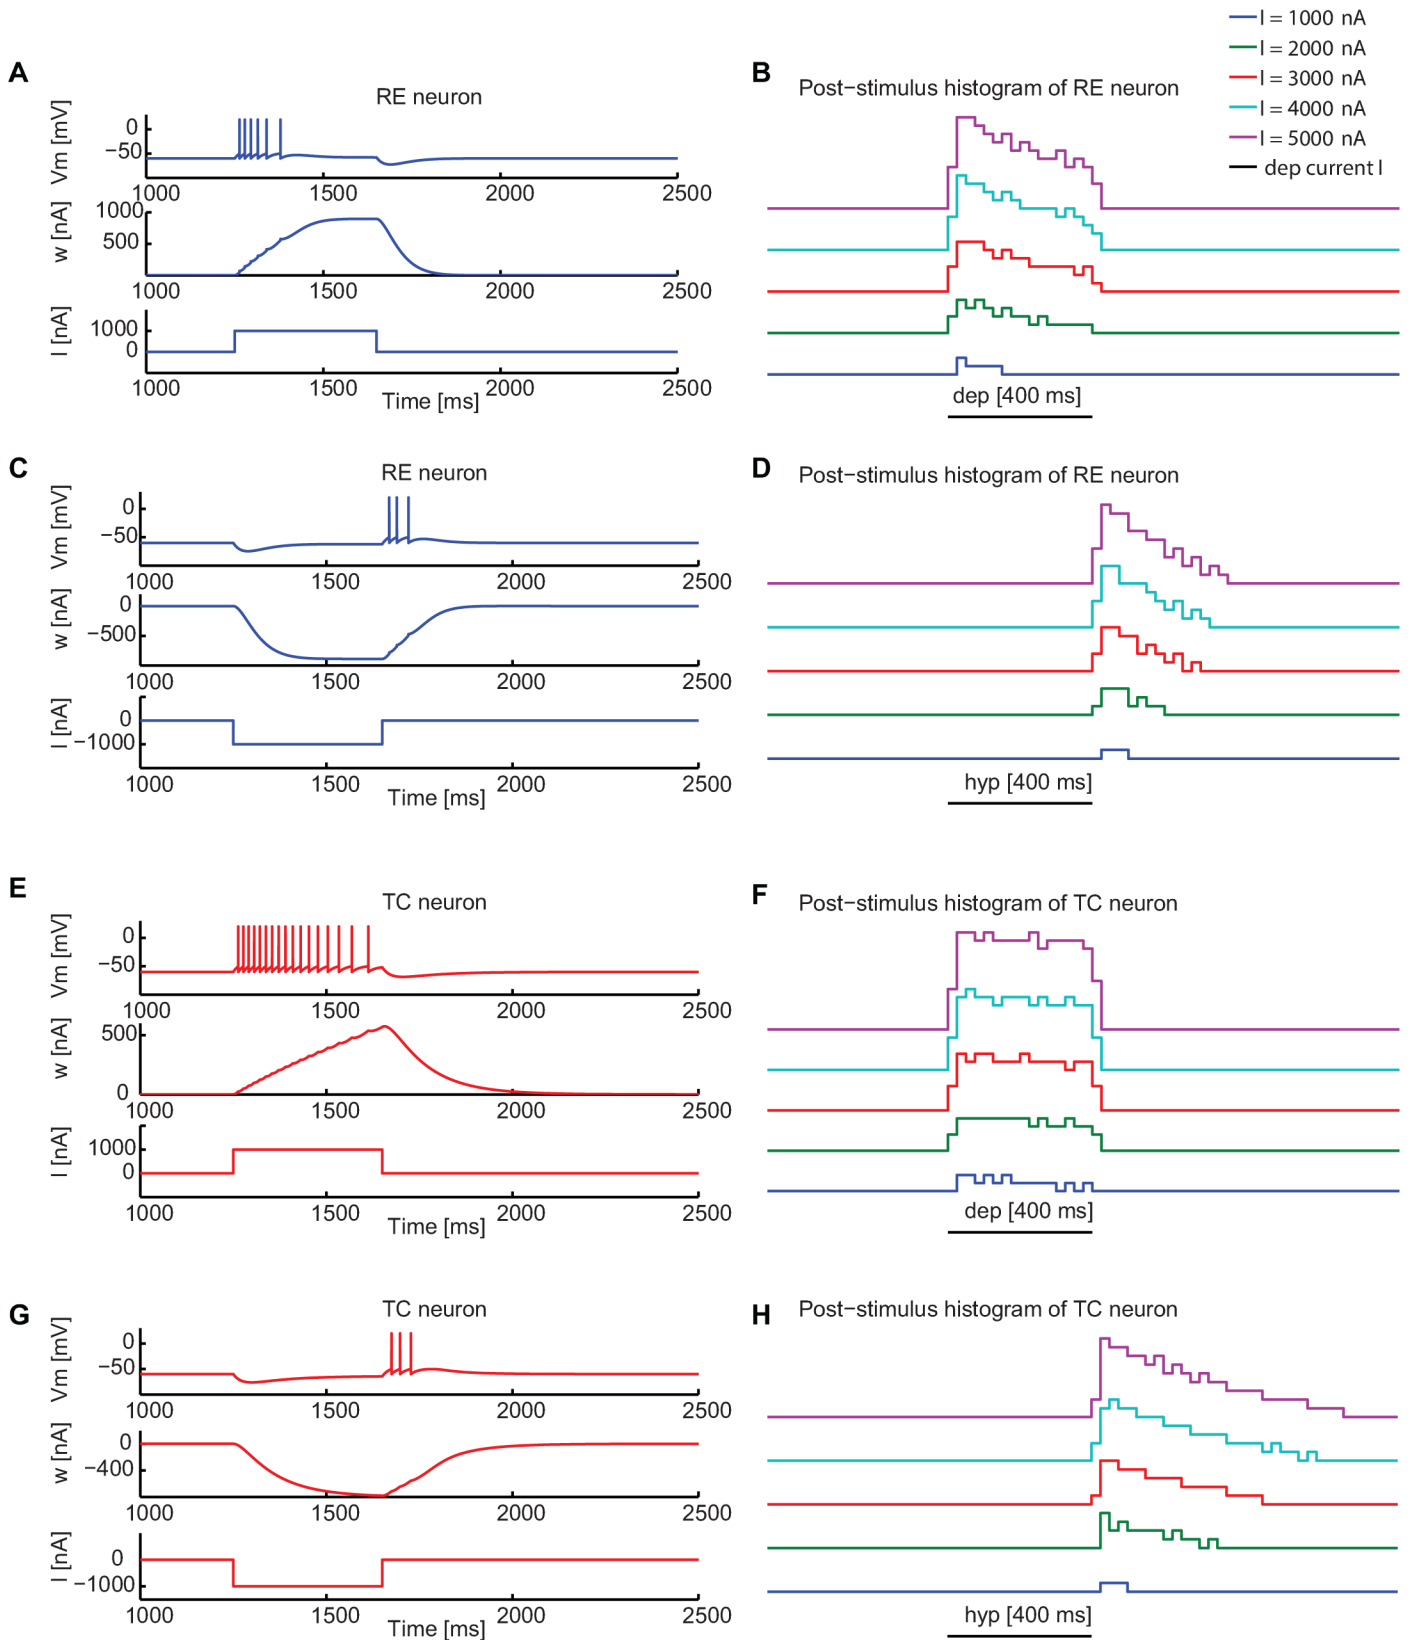 I = 1000 nA
I = 2000 nA
I = 3000 nA
I = 4000 nA
I = 5000 nA
dep current I
A
RE neuron
Vm [mV]
0
−50
1000 1500 2000 2500
w [nA]
1000
500
1000 1500 2000 2500
I [nA]
1000
0
1000 1500 2000 2500
Time [ms]
B
Post−stimulus histogram of RE neuron
dep [400 ms]
C
RE neuron
Vm [mV]
0
−50
1000 1500 2000 2500
w [nA]
0
−500
1000 1500 2000 2500
I [nA]
0
−1000
1000 1500 2000 2500
Time [ms]
D
Post−stimulus histogram of RE neuron
hyp [400 ms]
E
TC neuron
Vm [mV]
0
−50
1000 1500 2000 2500
w [nA]
500
0
1000 1500 2000 2500
I [nA]
1000
0
1000 1500 2000 2500
Time [ms]
F
Post−stimulus histogram of TC neuron
dep [400 ms]
G
TC neuron
Vm [mV]
0
−50
1000 1500 2000 2500
w [nA]
0
−400
1000 1500 2000 2500
I [nA]
0
−1000
1000 1500 2000 2500
Time [ms]
H
Post−stimulus histogram of TC neuron
hyp [400 ms]